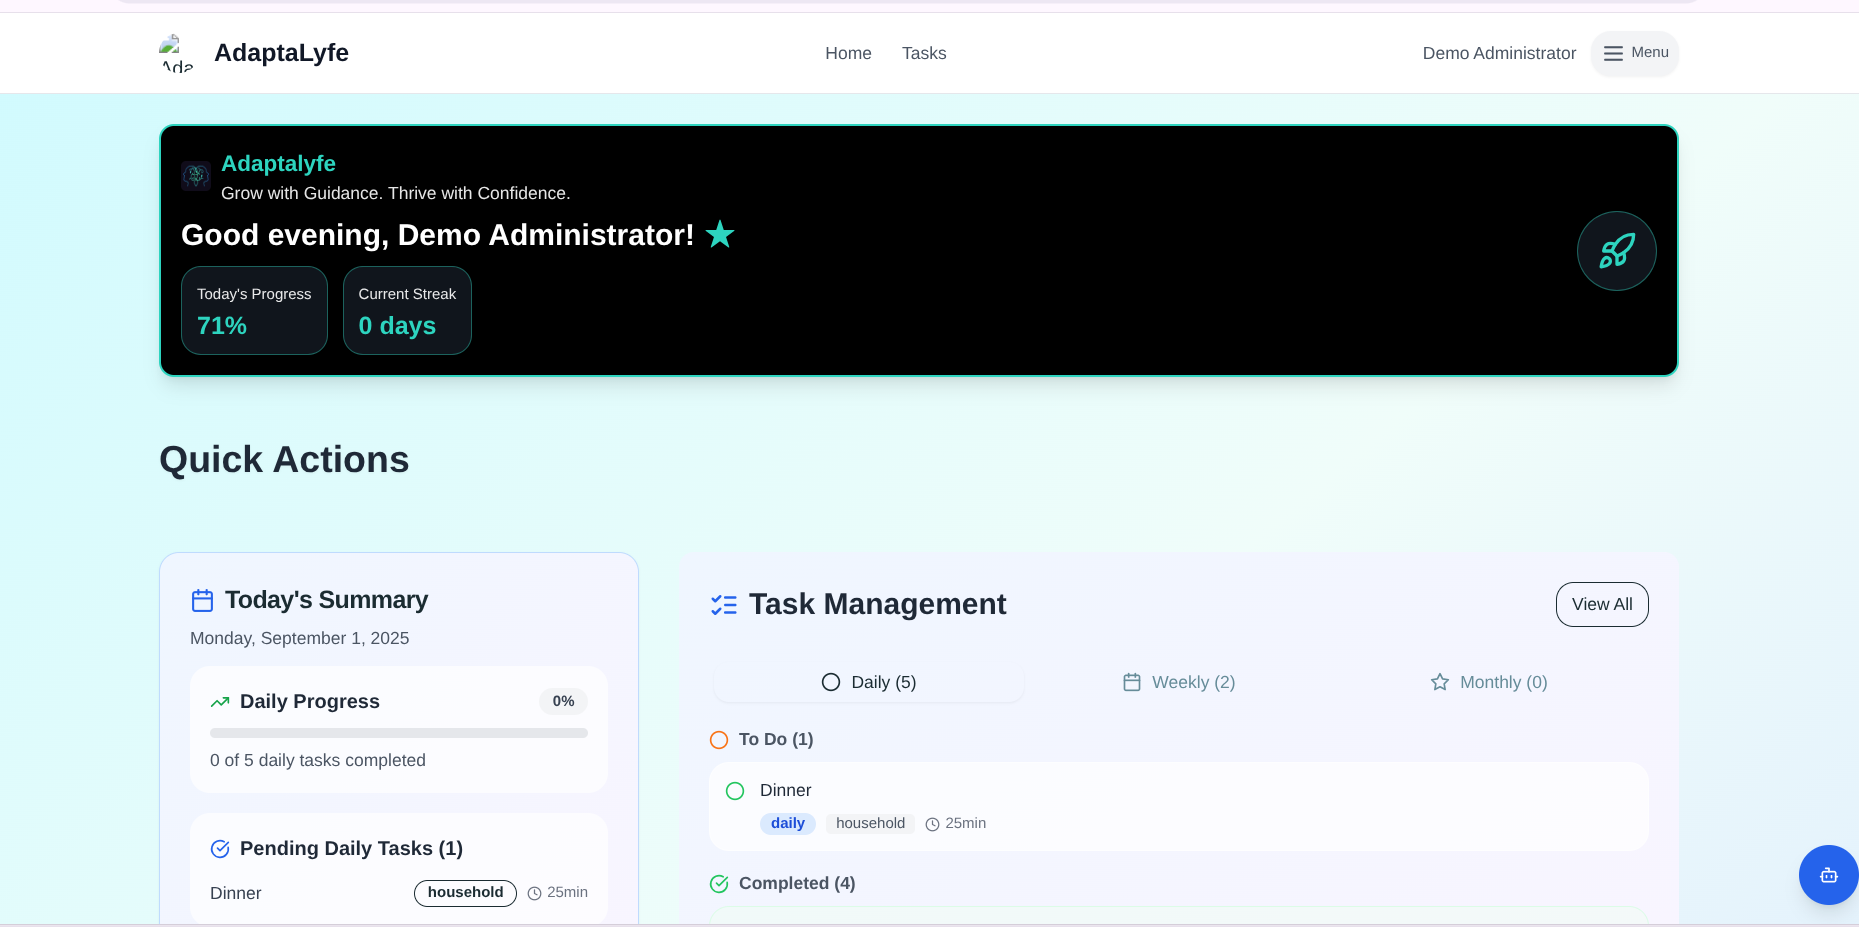 AdaptaLyfe
Home
Tasks
Demo Administrator
Menu
Adaptalyfe
Grow with Guidance. Thrive with Confidence.
Good evening, Demo Administrator! ★
Today's Progress
71%
Current Streak
0 days
Quick Actions
Today's Summary
Monday, September 1, 2025
Daily Progress
0%
0 of 5 daily tasks completed
Pending Daily Tasks (1)
Dinner
household
25min
Task Management
View All
Daily (5)
Weekly (2)
Monthly (0)
To Do (1)
Dinner
daily
household
25min
Completed (4)